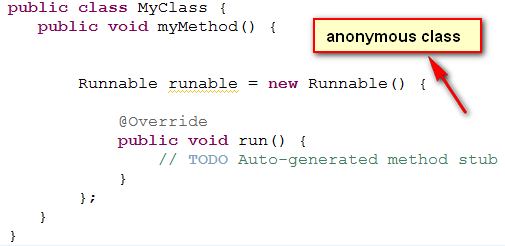 public class MyClass {
public void myMethod() {
anonymous class
Runnable runable = new Runnable() {
@Override
public void run() {
// TODO Auto-generated method stub
}
};
}
}